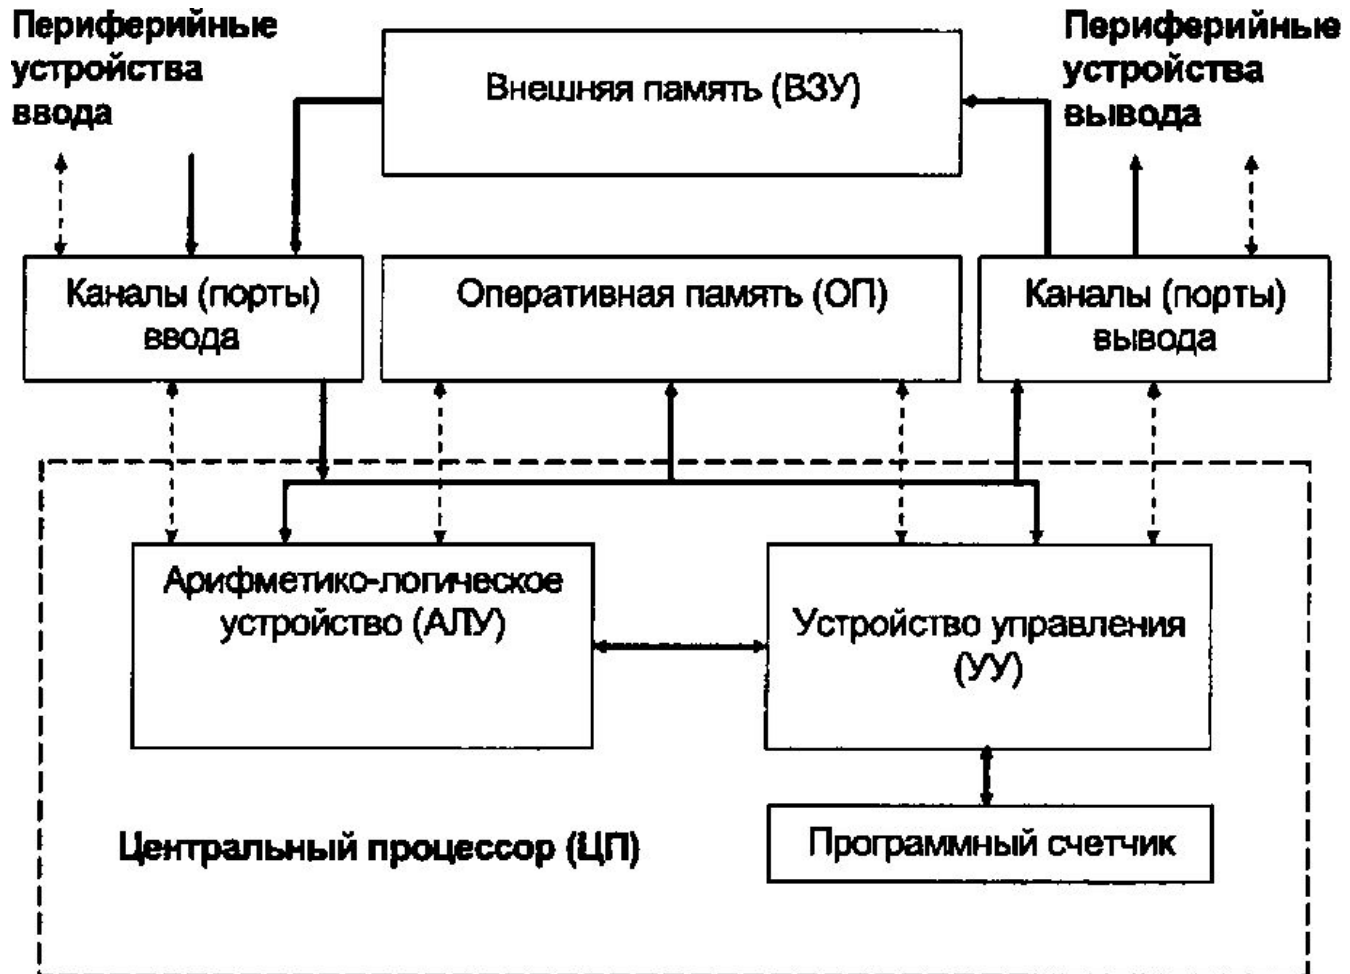 Периферийные
устройства
ввода
Внешняя память (ВЗУ)
Периферийные
устройства
вывода
Каналы (порты)
ввода
Оперативная память (ОП)
Каналы (порты)
вывода
Арифметико-логическое
устройство (АЛУ)
Устройство управления
(УУ)
Центральный процессор (ЦП)
Программный счетчик